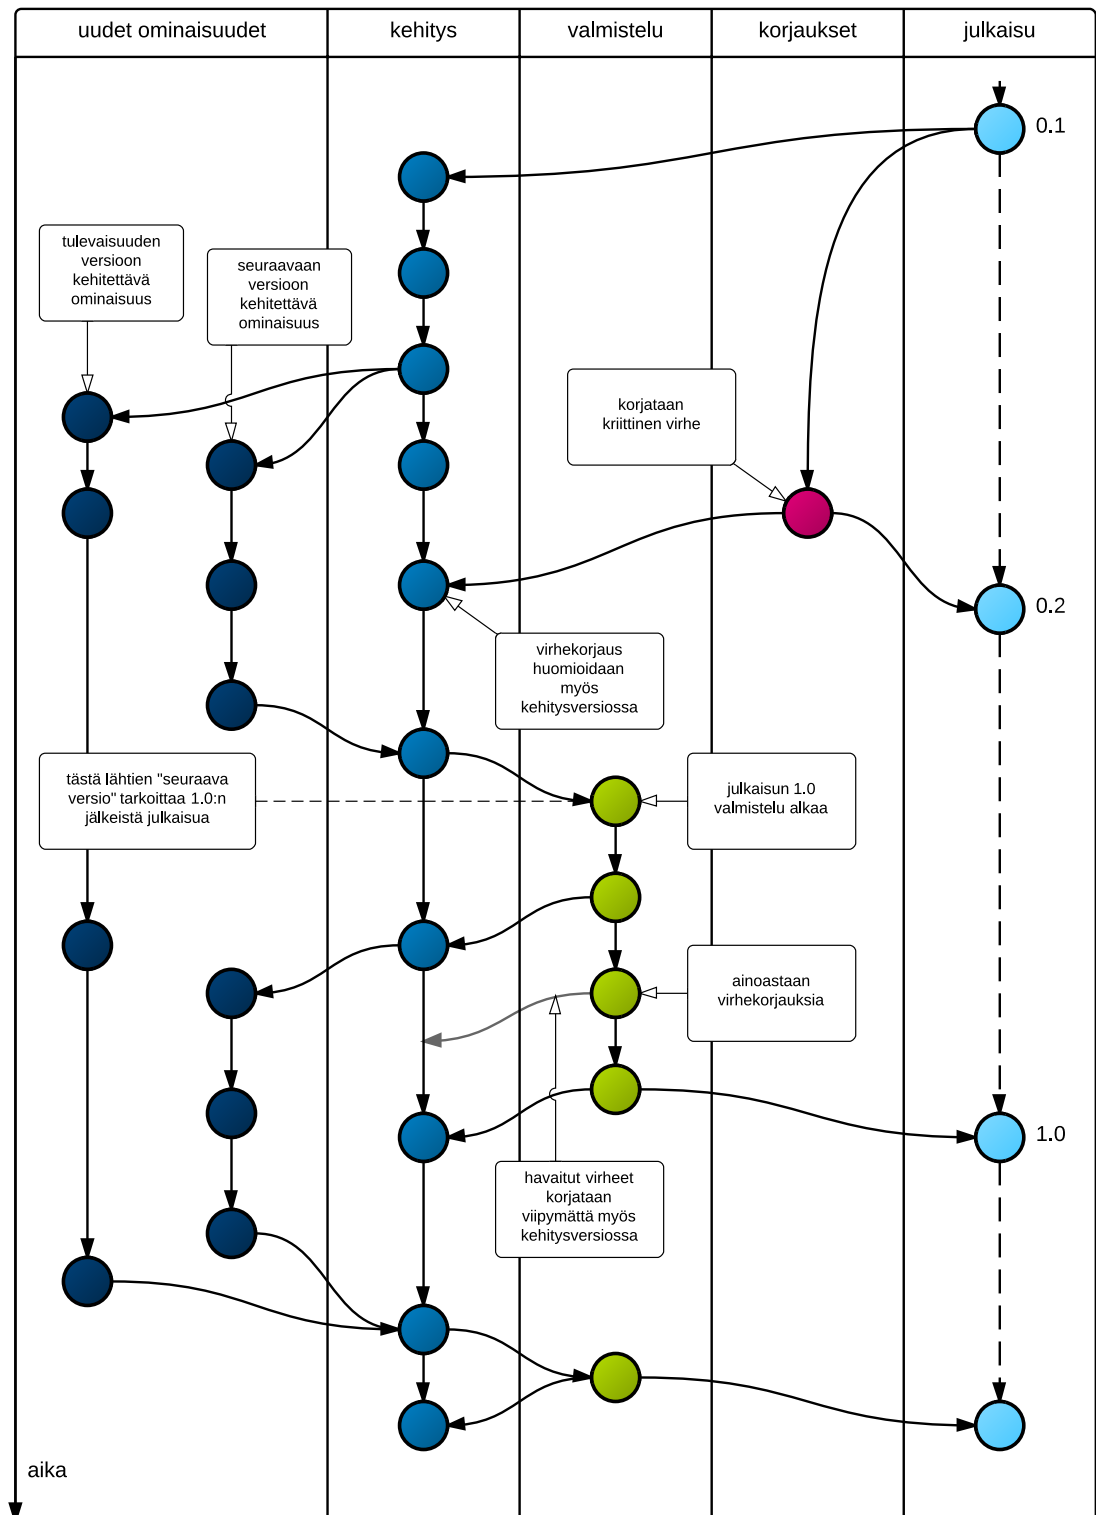 uudet ominaisuudet
kehitys
valmistelu
korjaukset
julkaisu
0.1
tulevaisuuden
versioon
kehitettävä
ominaisuus
seuraavaan
versioon
kehitettävä
ominaisuus
korjataan
kriittinen virhe
0.2
virhekorjaus
huomioidaan
myös
kehitysversiossa
tästä lähtien "seuraava
versio" tarkoittaa 1.0:n
jälkeistä julkaisua
julkaisun 1.0
valmistelu alkaa
ainoastaan
virhekorjauksia
1.0
havaitut virheet
korjataan
viipymättä myös
kehitysversiossa
aika